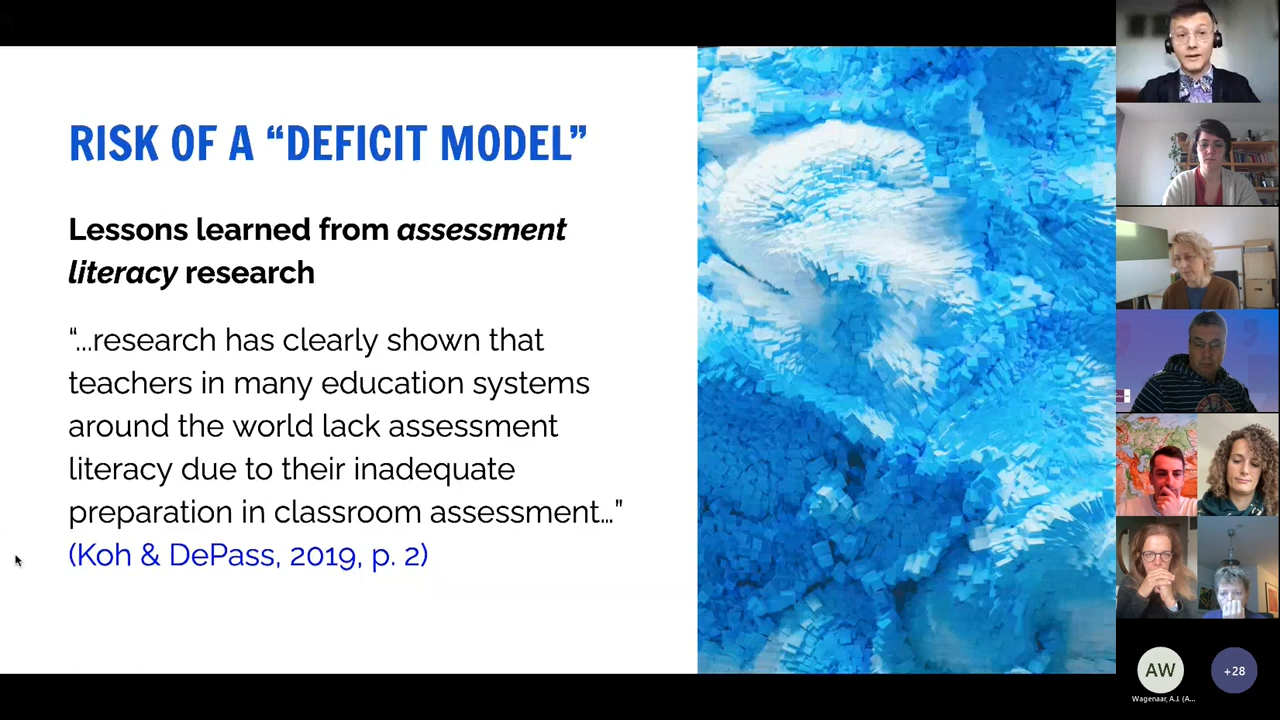 RISK OF A “DEFICIT MODEL”
Lessons learned from assessment
literacy research
“...research has clearly shown that
teachers in many education systems
around the world lack assessment
literacy due to their inadequate
preparation in classroom assessment...”
(Koh & DePass, 2019, p. 2)
AW
+28
Wagenaar, A.I. (A...